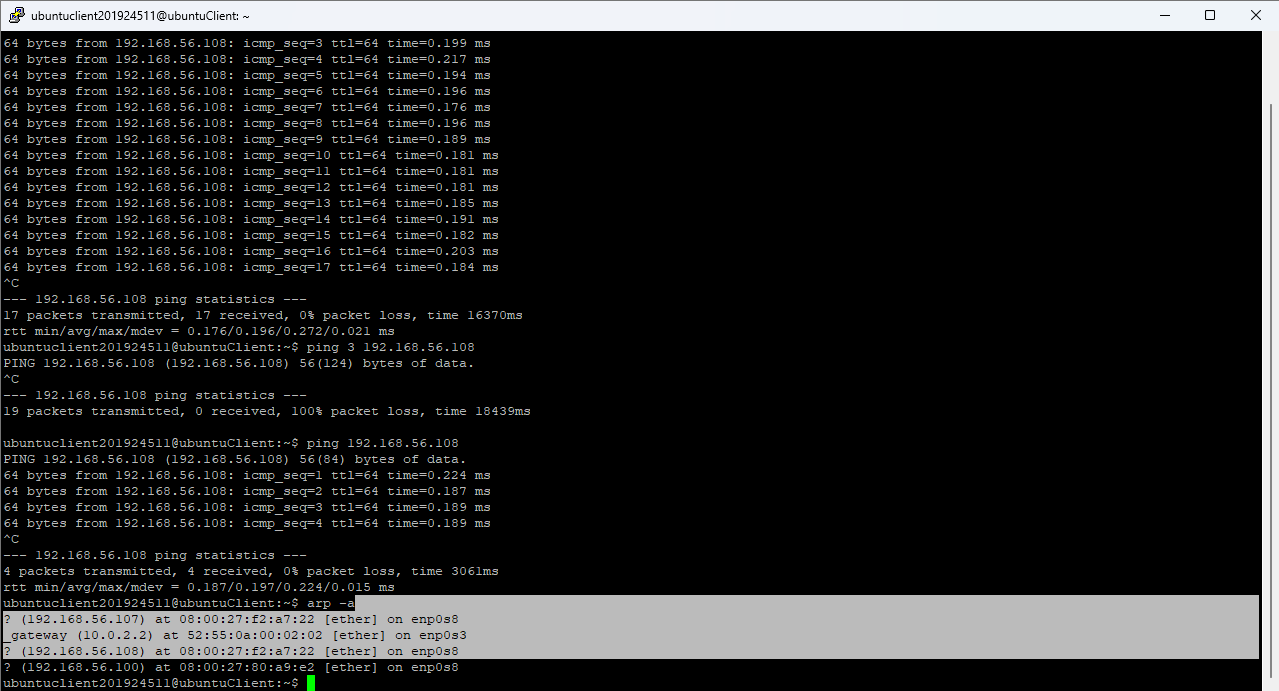 ubuntuclient201924511@ubuntuClient: ~
64 bytes from 192.168.56.108: icmp_seq=3 ttl=64 time=0.199 ms
64 bytes from 192.168.56.108: icmp_seq=4 ttl=64 time=0.217 ms
64 bytes from 192.168.56.108: icmp_seq=5 ttl=64 time=0.194 ms
64 bytes from 192.168.56.108: icmp_seq=6 ttl=64 time=0.196 ms
64 bytes from 192.168.56.108: icmp_seq=7 ttl=64 time=0.176 ms
64 bytes from 192.168.56.108: icmp_seq=8 ttl=64 time=0.196 ms
64 bytes from 192.168.56.108: icmp_seq=9 ttl=64 time=0.189 ms
64 bytes from 192.168.56.108: icmp_seq=10 ttl=64 time=0.181 ms
64 bytes from 192.168.56.108: icmp_seq=11 ttl=64 time=0.181 ms
64 bytes from 192.168.56.108: icmp_seq=12 ttl=64 time=0.181 ms
64 bytes from 192.168.56.108: icmp_seq=13 ttl=64 time=0.185 ms
64 bytes from 192.168.56.108: icmp_seq=14 ttl=64 time=0.191 ms
64 bytes from 192.168.56.108: icmp_seq=15 ttl=64 time=0.182 ms
64 bytes from 192.168.56.108: icmp_seq=16 ttl=64 time=0.203 ms
64 bytes from 192.168.56.108: icmp_seq=17 ttl=64 time=0.184 ms
^C
--- 192.168.56.108 ping statistics ---
17 packets transmitted, 17 received, 0% packet loss, time 16370ms
rtt min/avg/max/mdev = 0.176/0.196/0.272/0.021 ms
ubuntuclient201924511@ubuntuClient:~$ ping 3 192.168.56.108
PING 192.168.56.108 (192.168.56.108) 56(124) bytes of data.
^C
--- 192.168.56.108 ping statistics ---
19 packets transmitted, 0 received, 100% packet loss, time 18439ms
ubuntuclient201924511@ubuntuClient:~$ ping 192.168.56.108
PING 192.168.56.108 (192.168.56.108) 56(84) bytes of data.
64 bytes from 192.168.56.108: icmp_seq=1 ttl=64 time=0.224 ms
64 bytes from 192.168.56.108: icmp_seq=2 ttl=64 time=0.187 ms
64 bytes from 192.168.56.108: icmp_seq=3 ttl=64 time=0.189 ms
64 bytes from 192.168.56.108: icmp_seq=4 ttl=64 time=0.189 ms
^C
--- 192.168.56.108 ping statistics ---
4 packets transmitted, 4 received, 0% packet loss, time 3061ms
rtt min/avg/max/mdev = 0.187/0.197/0.224/0.015 ms
ubuntuclient201924511@ubuntuClient:~$ arp -a
? (192.168.56.107) at 08:00:27:f2:a7:22 [ether] on enp0s8
_gateway (10.0.2.2) at 52:55:0a:00:02:02 [ether] on enp0s3
? (192.168.56.108) at 08:00:27:f2:a7:22 [ether] on enp0s8
? (192.168.56.100) at 08:00:27:80:a9:e2 [ether] on enp0s8
ubuntuclient201924511@ubuntuClient:~$